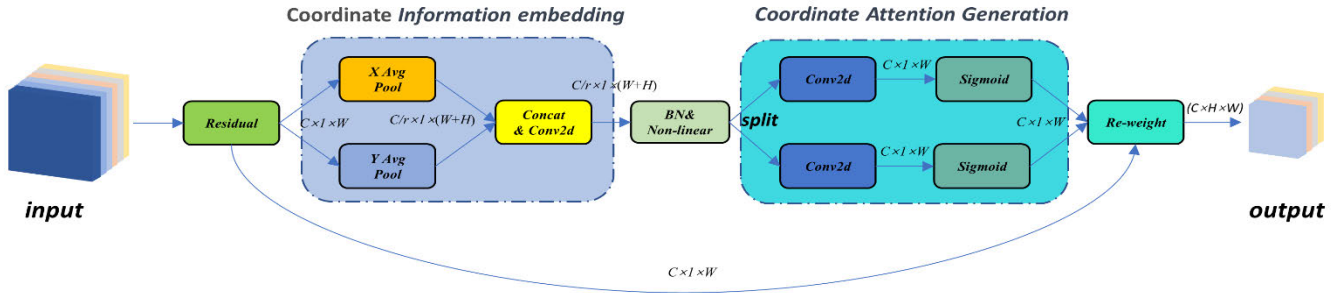 Coordinate Information embedding
Coordinate Attention Generation
input
Residual
C×1×W
X Avg
Pool
Y Avg
Pool
C/r×1×(W+H)
Concat
& Conv2d
C/r×1×(W+H)
BN&
Non-linear
split
Conv2d
C×1×W
Sigmoid
Conv2d
C×1×W
Sigmoid
C×1×W
Re-weight
(C×H×W)
output
C×1×W